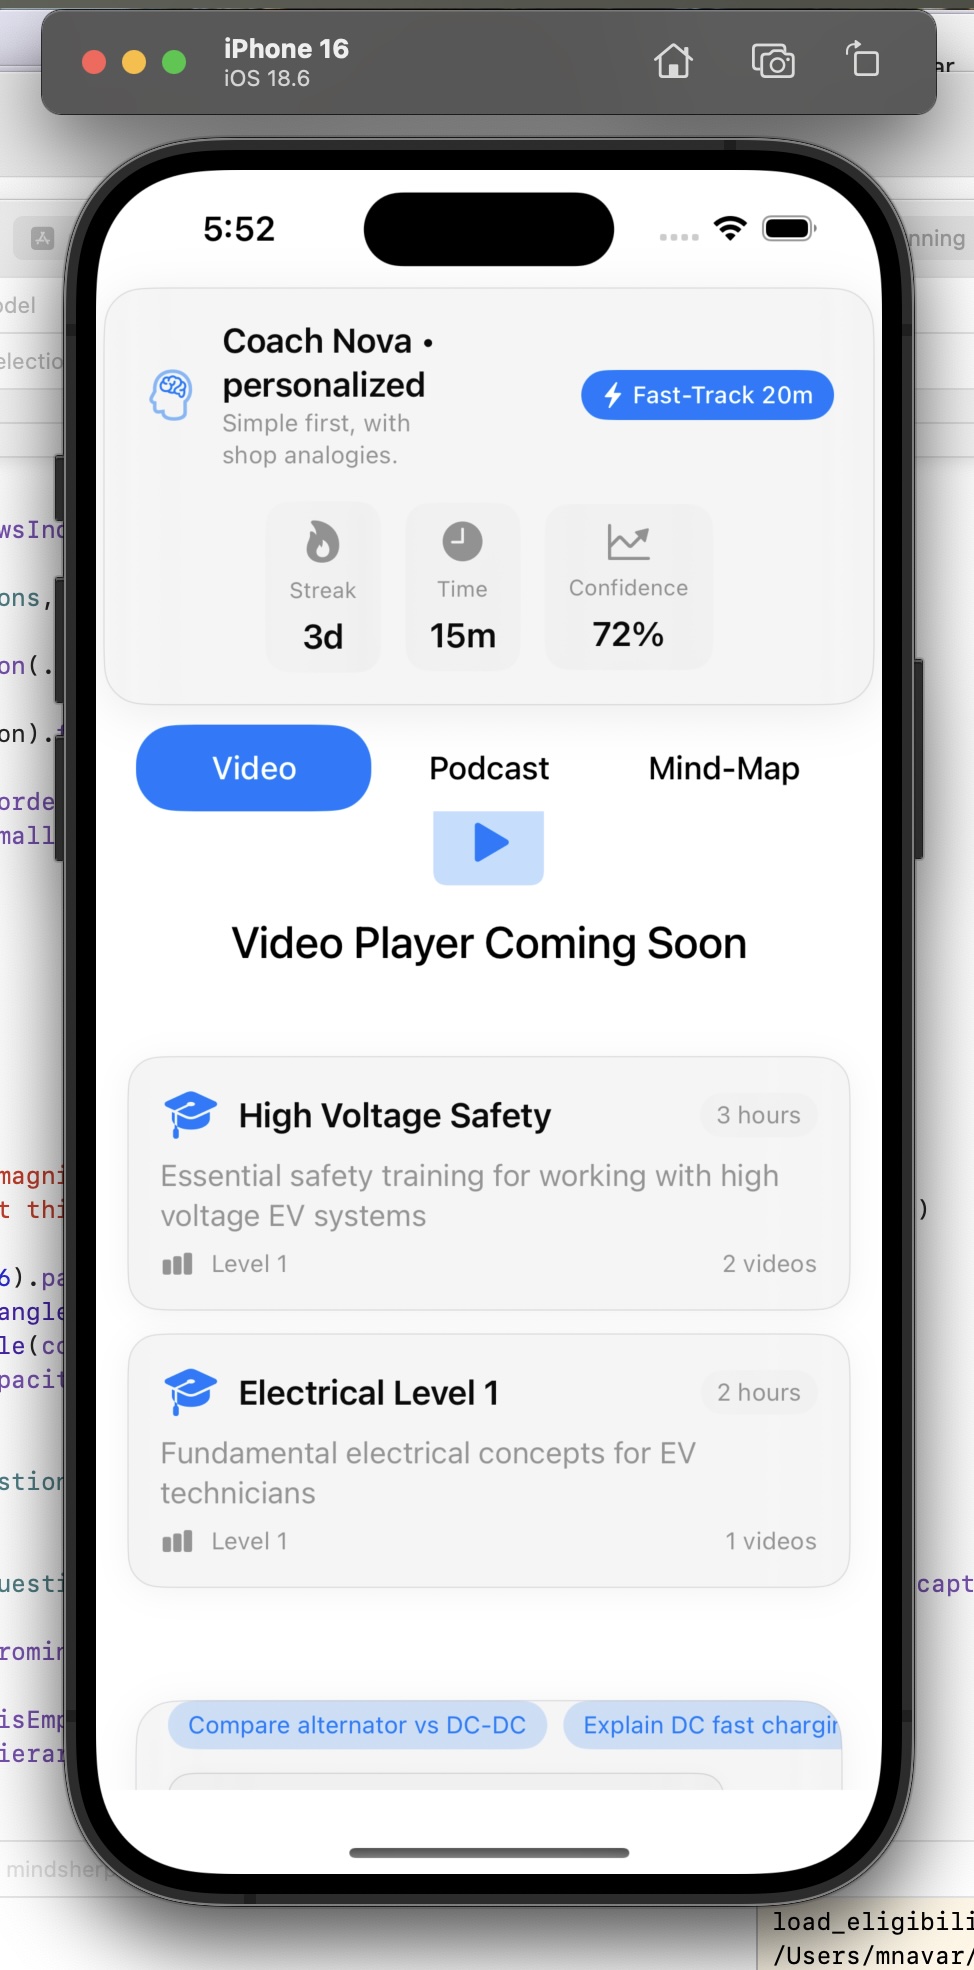 iPhone 16
iOS 18.6
5:52
Coach Nova •
personalized
Simple first, with
shop analogies.
Fast-Track 20m
Streak
Time
Confidence
3d
15m
72%
Video
Podcast
Mind-Map
Video Player Coming Soon
High Voltage Safety
3 hours
Essential safety training for working with high
voltage EV systems
Level 1
2 videos
Electrical Level 1
2 hours
Fundamental electrical concepts for EV
technicians
Level 1
1 videos
Compare alternator vs DC-DC
Explain DC fast chargin
ar
nning
odel
electio
wsInd
ons,
on(.
on).f
orde
mall
magni
t thi
)
6).pa
angle
le(co
pacit
stion
uesti
capt
romin
isEmp
ierar
mindsherp
load_eligibili
/Users/mnavar/